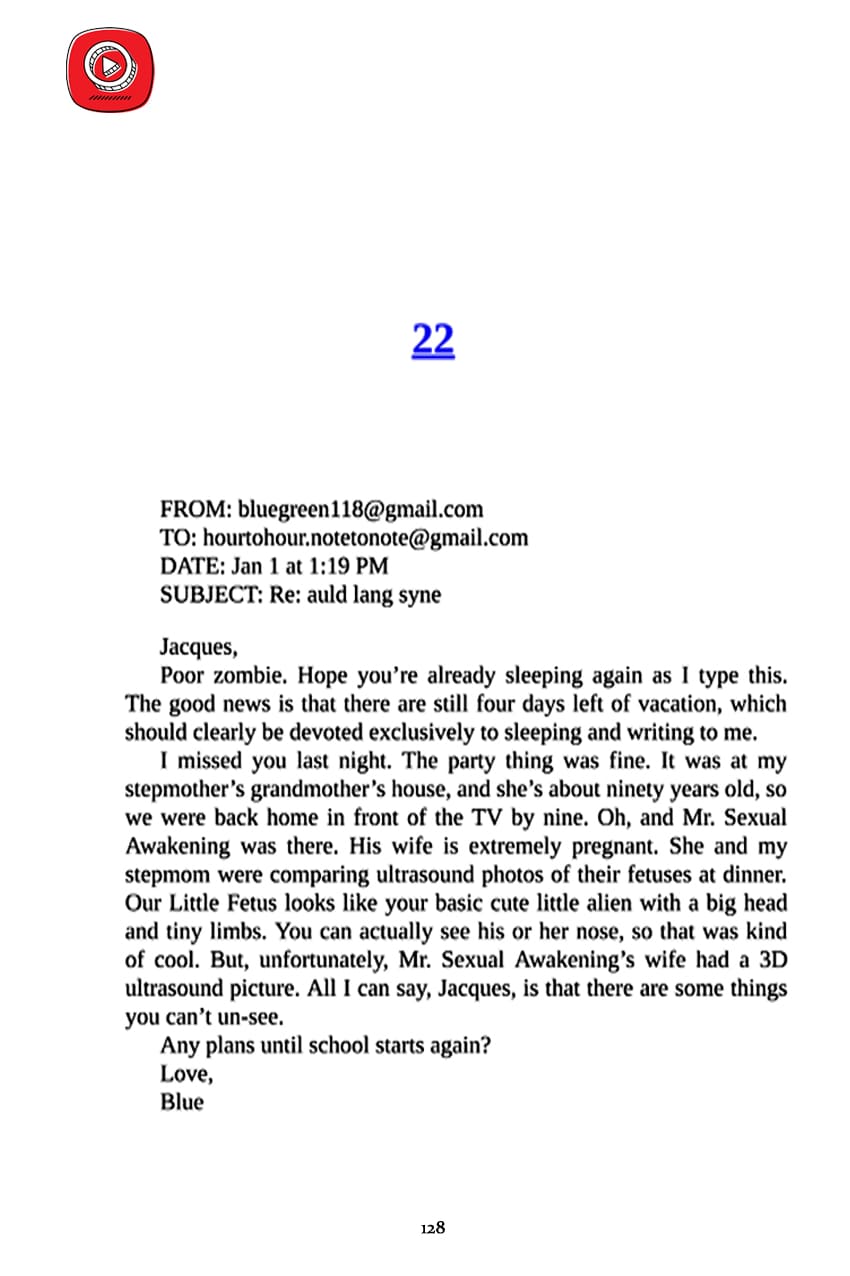 22
FROM: bluegreen118@gmail.com
TO: hourtohour.notetonote@gmail.com
DATE: Jan 1 at 1:19 PM
SUBJECT: Re: auld lang syne
Jacques,
Poor zombie. Hope you’re already sleeping again as I type this.
The good news is that there are still four days left of vacation, which
should clearly be devoted exclusively to sleeping and writing to me.
I missed you last night. The party thing was fine. It was at my
stepmother’s grandmother’s house, and she’s about ninety years old, so
we were back home in front of the TV by nine. Oh, and Mr. Sexual
Awakening was there. His wife is extremely pregnant. She and my
stepmom were comparing ultrasound photos of their fetuses at dinner.
Our Little Fetus looks like your basic cute little alien with a big head
and tiny limbs. You can actually see his or her nose, so that was kind
of cool. But, unfortunately, Mr. Sexual Awakening’s wife had a 3D
ultrasound picture. All I can say, Jacques, is that there are some things
you can’t un-see.
Any plans until school starts again?
Love,
Blue
128